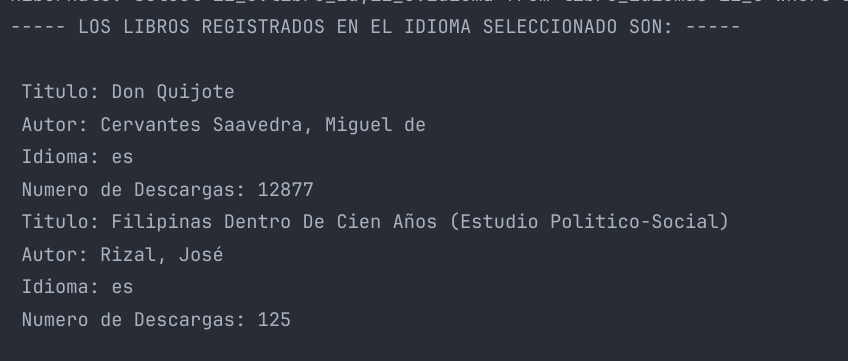 ----- LOS LIBROS REGISTRADOS EN EL IDIOMA SELECCIONADO SON: -----
Titulo: Don Quijote
Autor: Cervantes Saavedra, Miguel de
Idioma: es
Numero de Descargas: 12877
Titulo: Filipinas Dentro De Cien Años (Estudio Politico-Social)
Autor: Rizal, José
Idioma: es
Numero de Descargas: 125